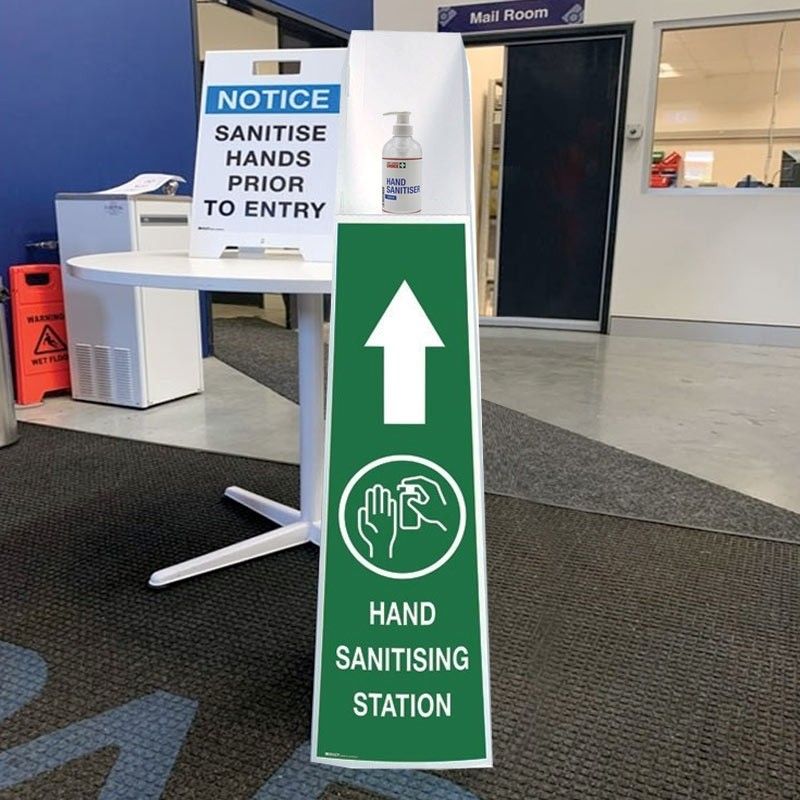 Mail Room
NOTICE
SANITISE
HANDS
PRIOR
TO ENTRY
HAND
SANITISER
WARNING
WET FLOOR
HAND
SANITISING
STATION